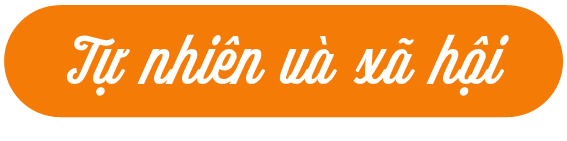 Tự nhiên và xã hội